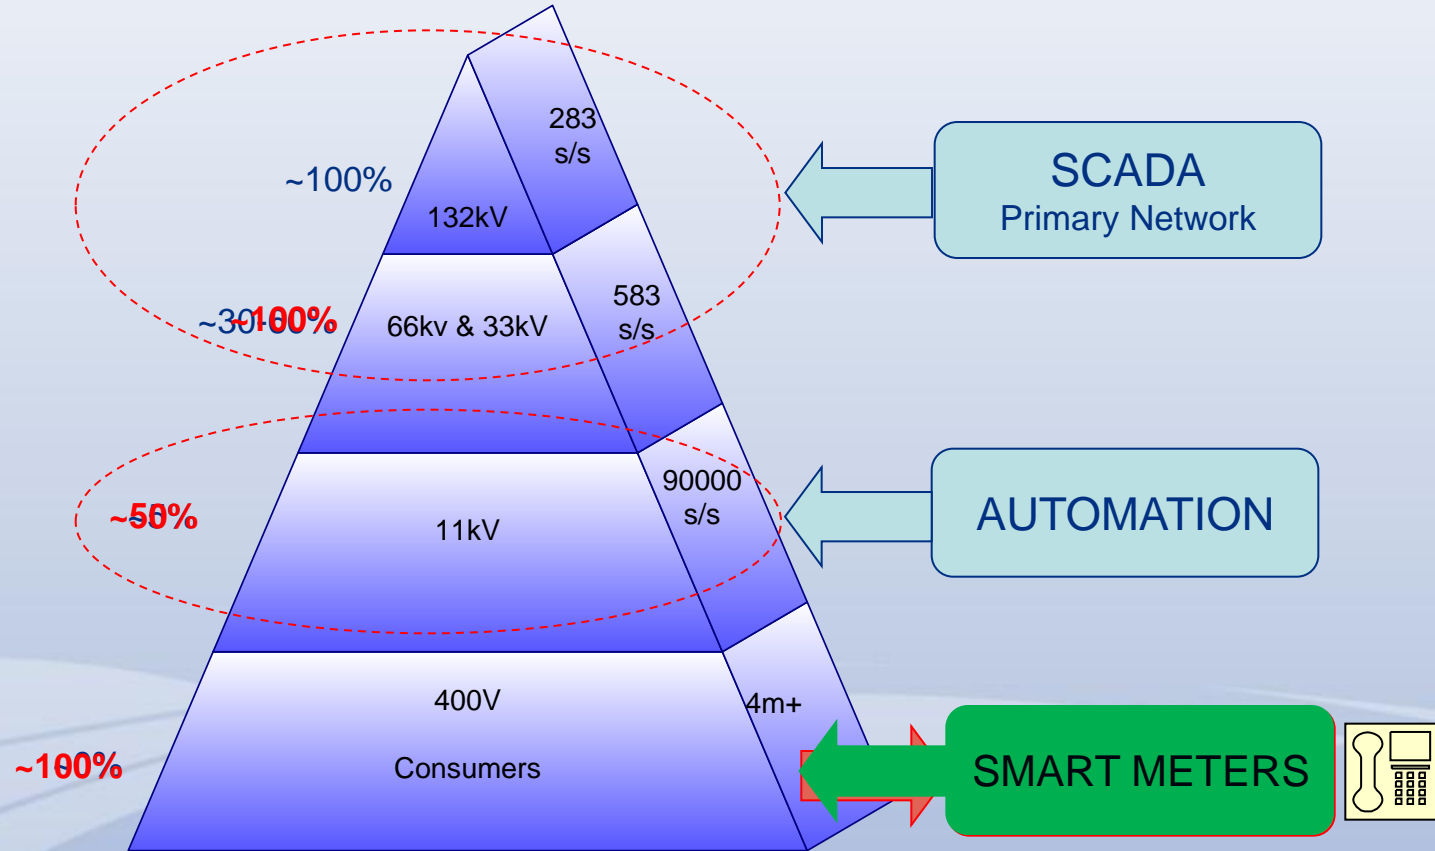 283
s/s
~100%
132kV
SCADA
Primary Network
583
s/s
~100%
66kv & 33kV
90000
s/s
~50%
11kV
AUTOMATION
400V
4m+
~100%
Consumers
SMART METERS